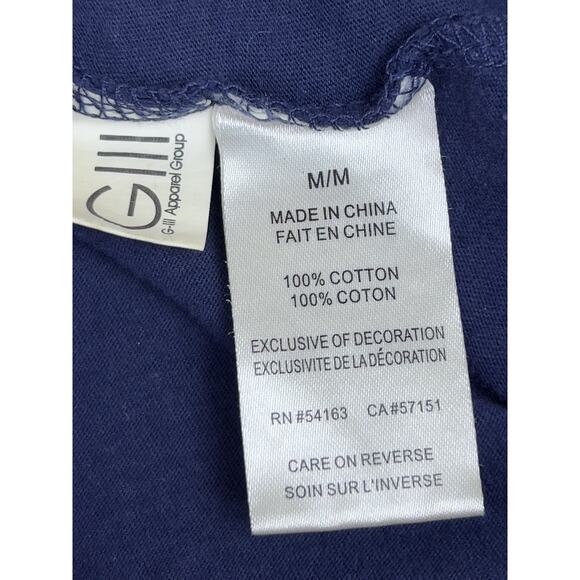 GIII
G-III Apparel Group
M/M
MADE IN CHINA
FAIT EN CHINE
100% COTTON
100% COTON
EXCLUSIVE OF DECORATION
EXCLUSIVITE DE LA DÉCORATION
RN #54163 CA#57151
CARE ON REVERSE
SOIN SUR L'INVERSE